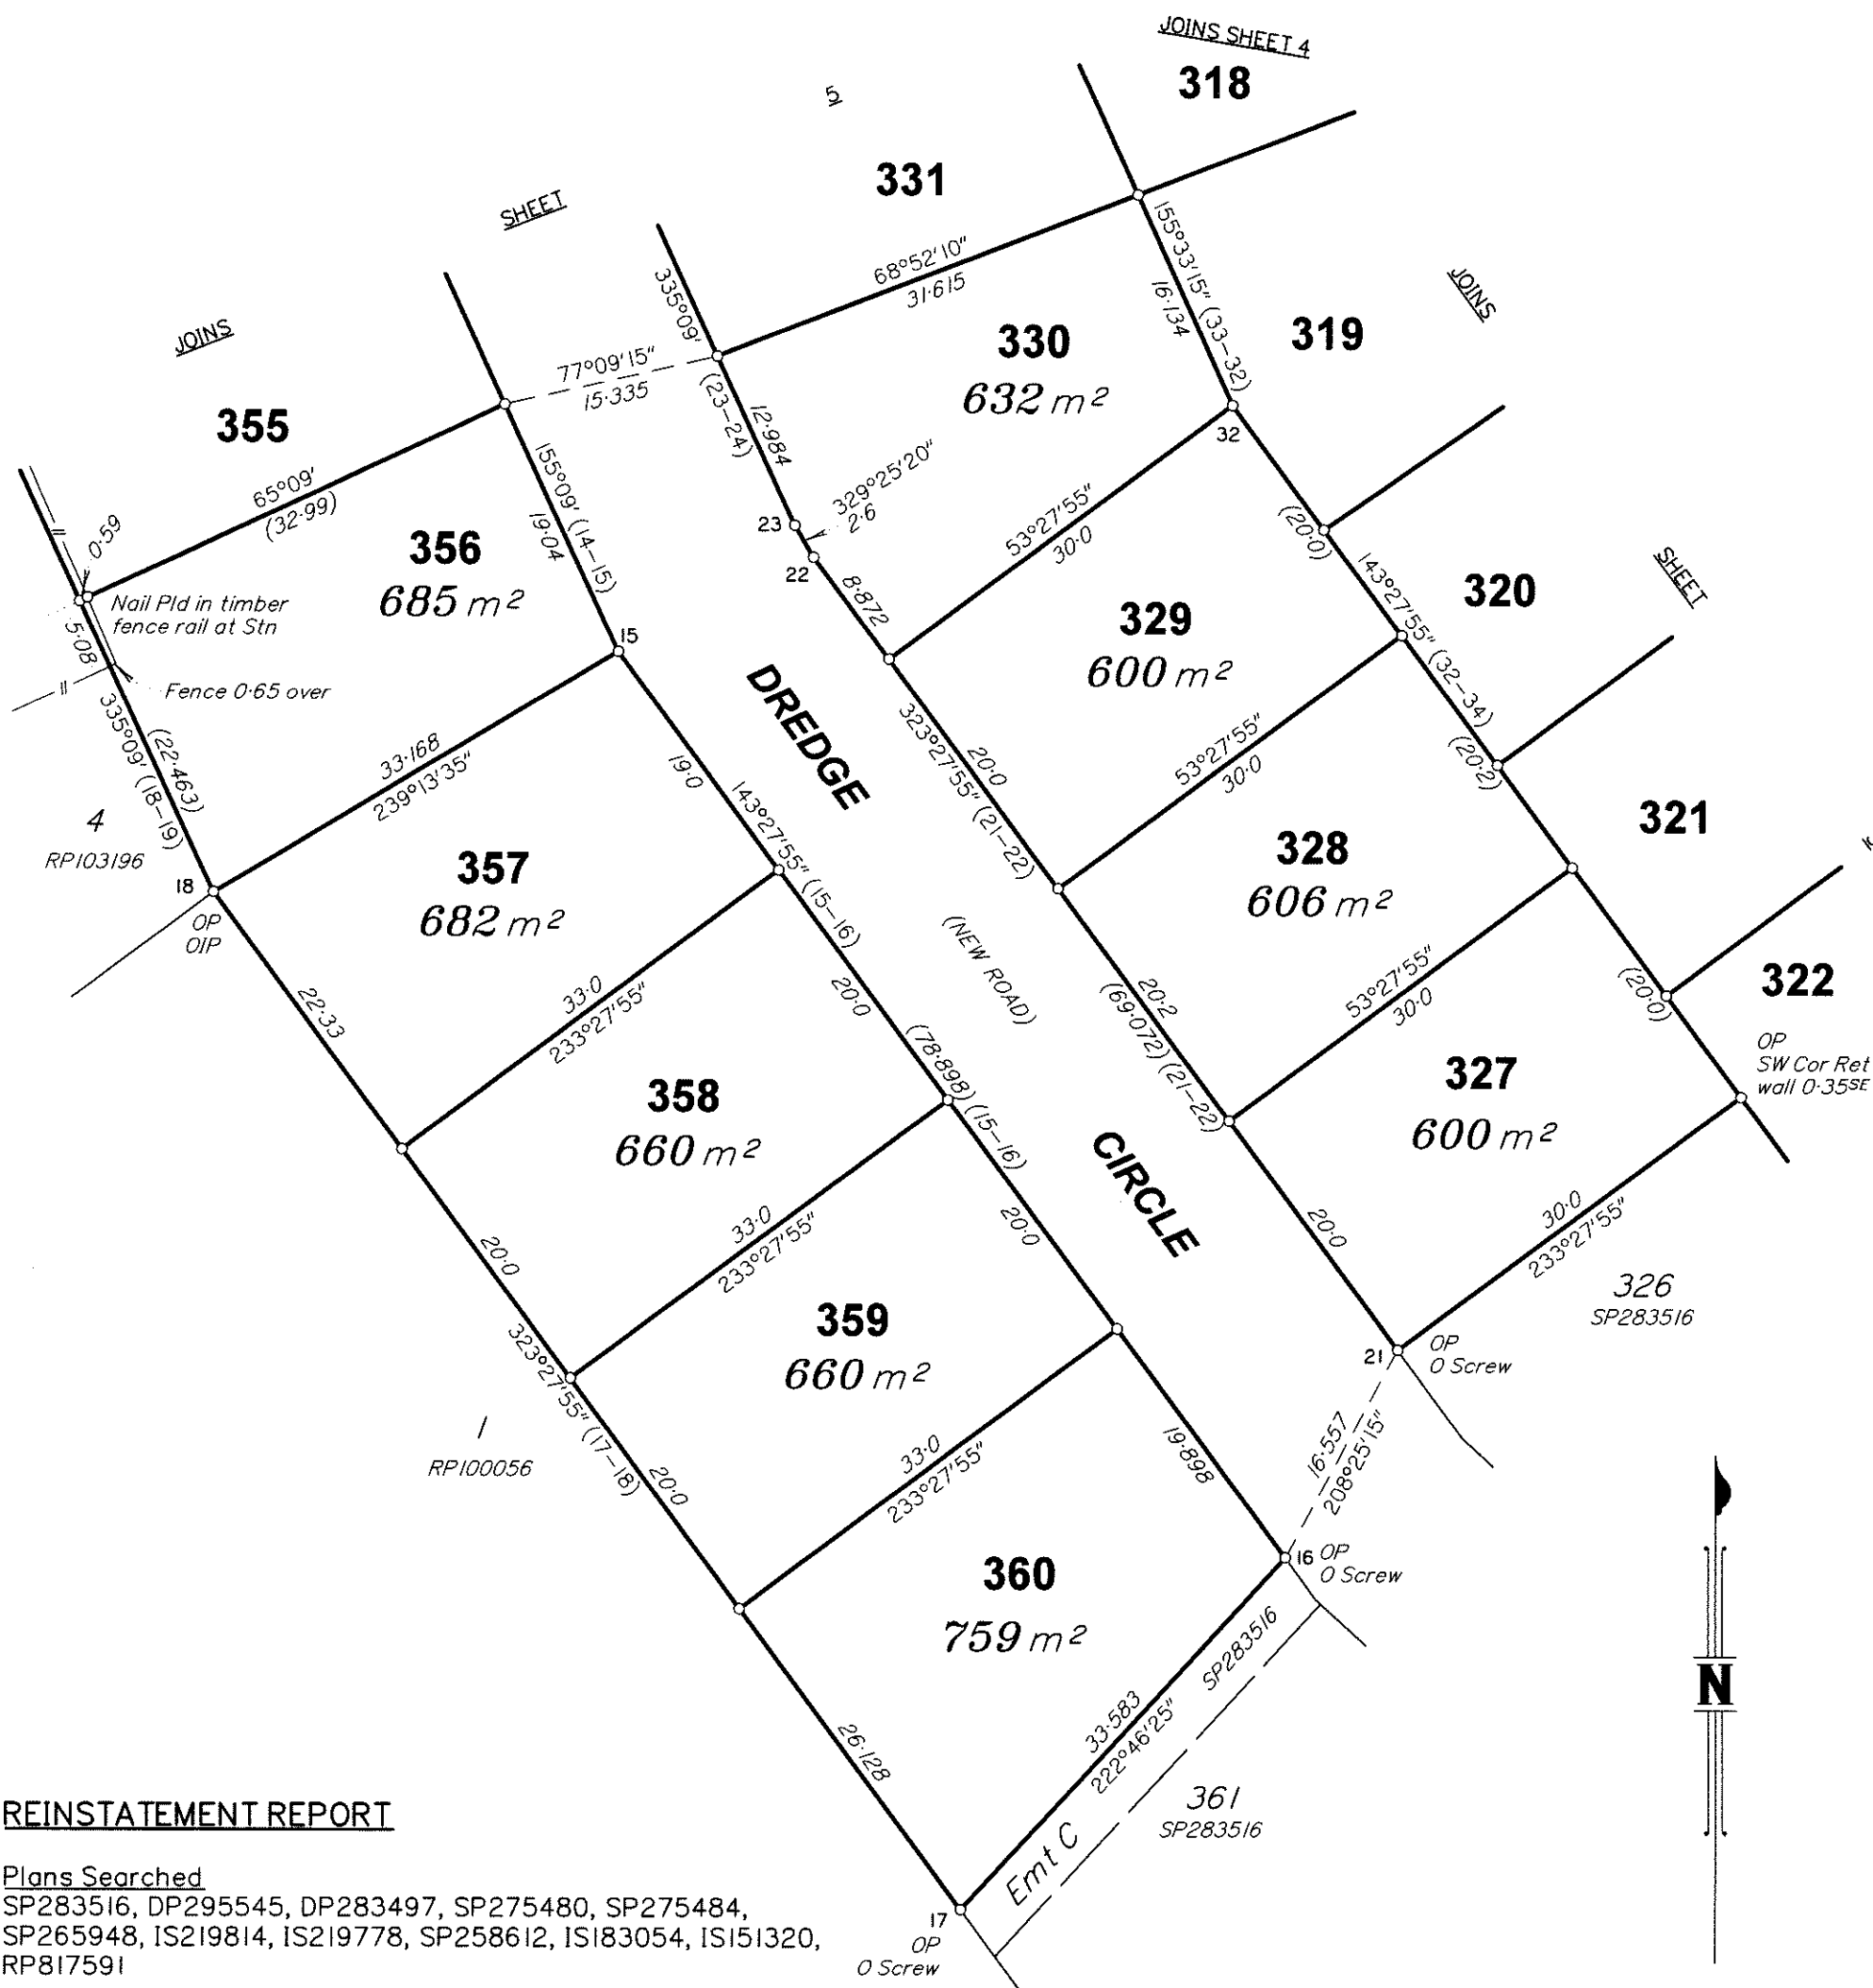 JOINS SHEET 4
318
5
331
SHEET
335°09'
68°52'10"
31·615
155°33'15" (33–32)
16·134
JOINS
319
JOINS
330
632 m²
77°09'15"
15·335
355
(23–24)
12·984
65°09'
(32·99)
32
329°25'20"
2·6
23
22
155°09' (14–15)
19·04
0·59
356
685 m²
Nail Pld in timber
fence rail at Stn
5·08
Fence 0·65 over
53°27'55"
30·0
8·872
(20·0)
143°27'55" (32–34)
SHEET
320
329
600 m²
15
DREDGE
335°09' (18–19)
(22·463)
33·168
239°13'35"
19·0
323°27'55" (21–22)
20·0
53°27'55"
30·0
(20·2)
321
4
RP103196
18
OP
OIP
357
682 m²
143°27'55" (15–16)
328
606 m²
(NEW ROAD)
22·33
33·0
233°27'55"
20·0
20·2
(69·072) (21–22)
53°27'55"
30·0
(20·0)
322
OP
SW Cor Ret
wall 0·35SE
358
660 m²
(78·898) (15–16)
327
600 m²
CIRCLE
20·0
33·0
233°27'55"
20·0
20·0
30·0
233°27'55"
326
SP283516
359
660 m²
21
OP
O Screw
323°27'55" (17–18)
1
RP100056
20·0
33·0
233°27'55"
19·898
16·557
208°25'15"
16
OP
O Screw
360
759 m²
SP283516
26·128
33·583
222°46'25"
N
361
SP283516
Emt C
17
OP
O Screw
REINSTATEMENT REPORT
Plans Searched
SP283516, DP295545, DP283497, SP275480, SP275484,
SP265948, IS219814, IS219778, SP258612, IS183054, IS151320,
RP817591